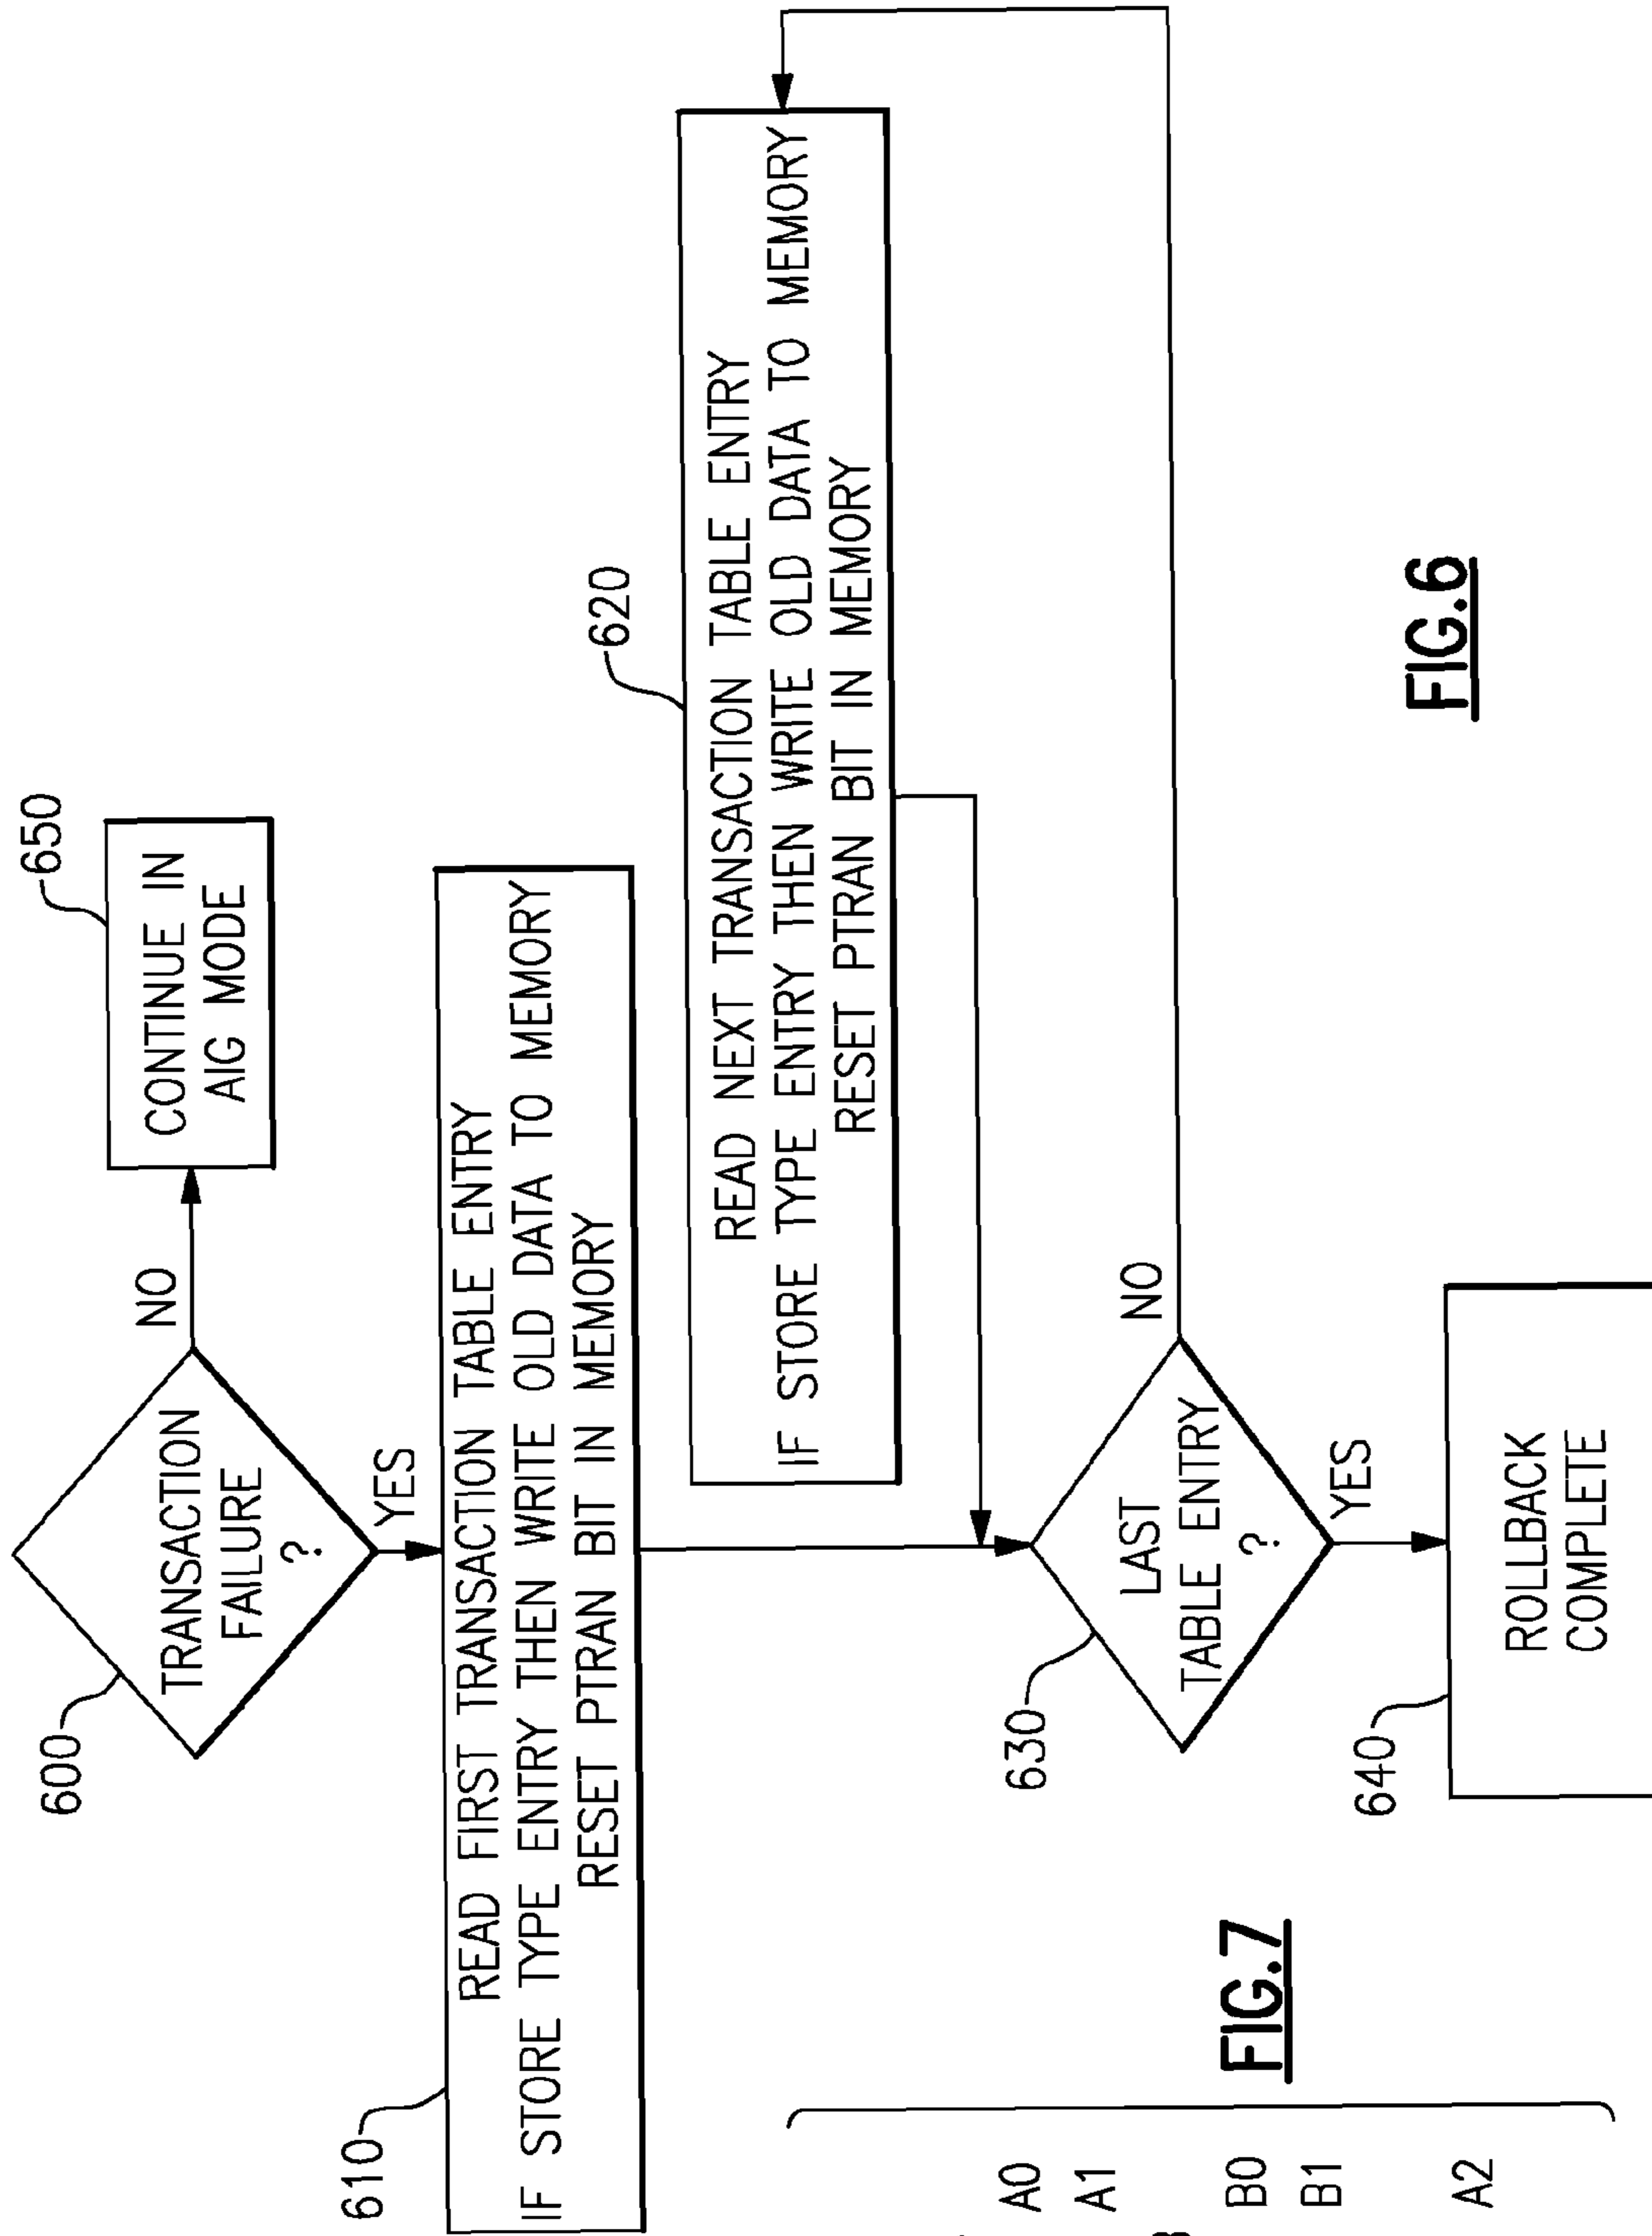 600
TRANSACTION
FAILURE
?
NO
650
CONTINUE IN
AIG MODE
YES
610
READ FIRST TRANSACTION TABLE ENTRY
IF STORE TYPE ENTRY THEN WRITE OLD DATA TO MEMORY
RESET PTRAN BIT IN MEMORY
620
READ NEXT TRANSACTION TABLE ENTRY
IF STORE TYPE ENTRY THEN WRITE OLD DATA TO MEMORY
RESET PTRAN BIT IN MEMORY
630
LAST
TABLE ENTRY
?
NO
YES
640
ROLLBACK
COMPLETE
FIG.6
A0
A1
B0
B1
A2
FIG.7